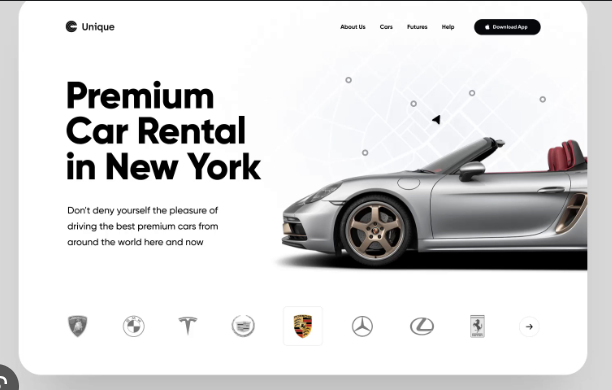 Unique
About Us
Cars
Futures
Help
Download App
Premium
Car Rental
in New York
Don't deny yourself the pleasure of
driving the best premium cars from
around the world here and now